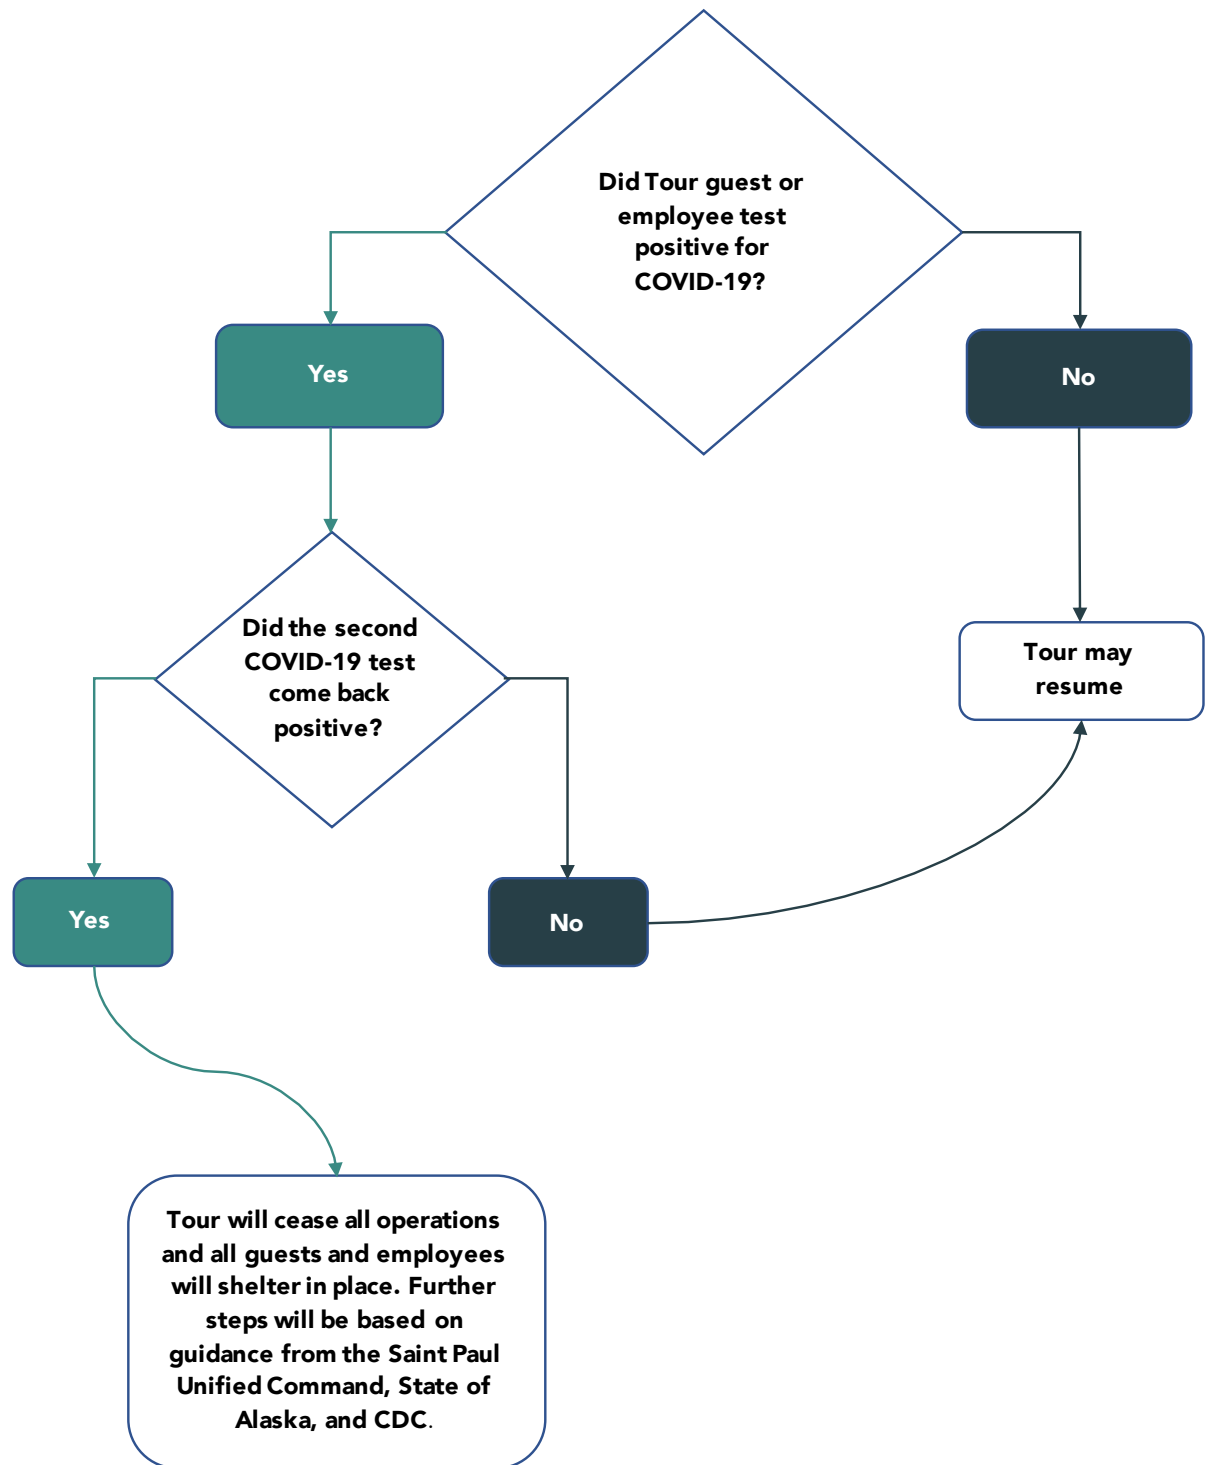 Did Tour guest or
employee test
positive for
COVID-19?
Yes
No
Did the second
COVID-19 test
come back
positive?
Tour may
resume
Yes
No
Tour will cease all operations
and all guests and employees
will shelter in place. Further
steps will be based on
guidance from the Saint Paul
Unified Command, State of
Alaska, and CDC.